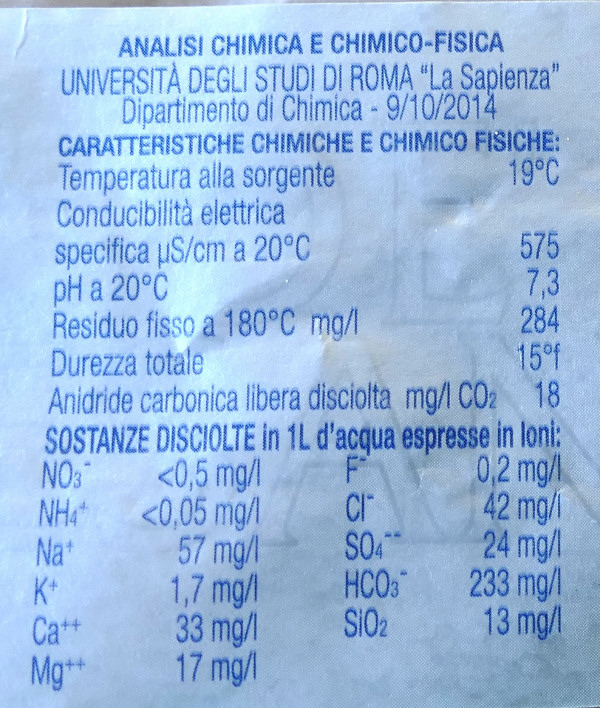 ANALISI CHIMICA E CHIMICO-FISICA
UNIVERSITÀ DEGLI STUDI DI ROMA “La Sapienza”
Dipartimento di Chimica - 9/10/2014
CARATTERISTICHE CHIMICHE E CHIMICO FISICHE:
Temperatura alla sorgente 19°C
Conducibilità elettrica
specifica µS/cm a 20°C 575
pH a 20°C 7,3
Residuo fisso a 180°C mg/l 284
Durezza totale 15°f
Anidride carbonica libera disciolta mg/l CO₂ 18
SOSTANZE DISCIOLTE in 1L d’acqua espresse in Ioni:
NO₃⁻ <0,5 mg/l F⁻ 0,2 mg/l
NH₄⁺ <0,05 mg/l Cl⁻ 42 mg/l
Na⁺ 57 mg/l SO₄⁻⁻ 24 mg/l
K⁺ 1,7 mg/l HCO₃⁻ 233 mg/l
Ca⁺⁺ 33 mg/l SiO₂ 13 mg/l
Mg⁺⁺ 17 mg/l